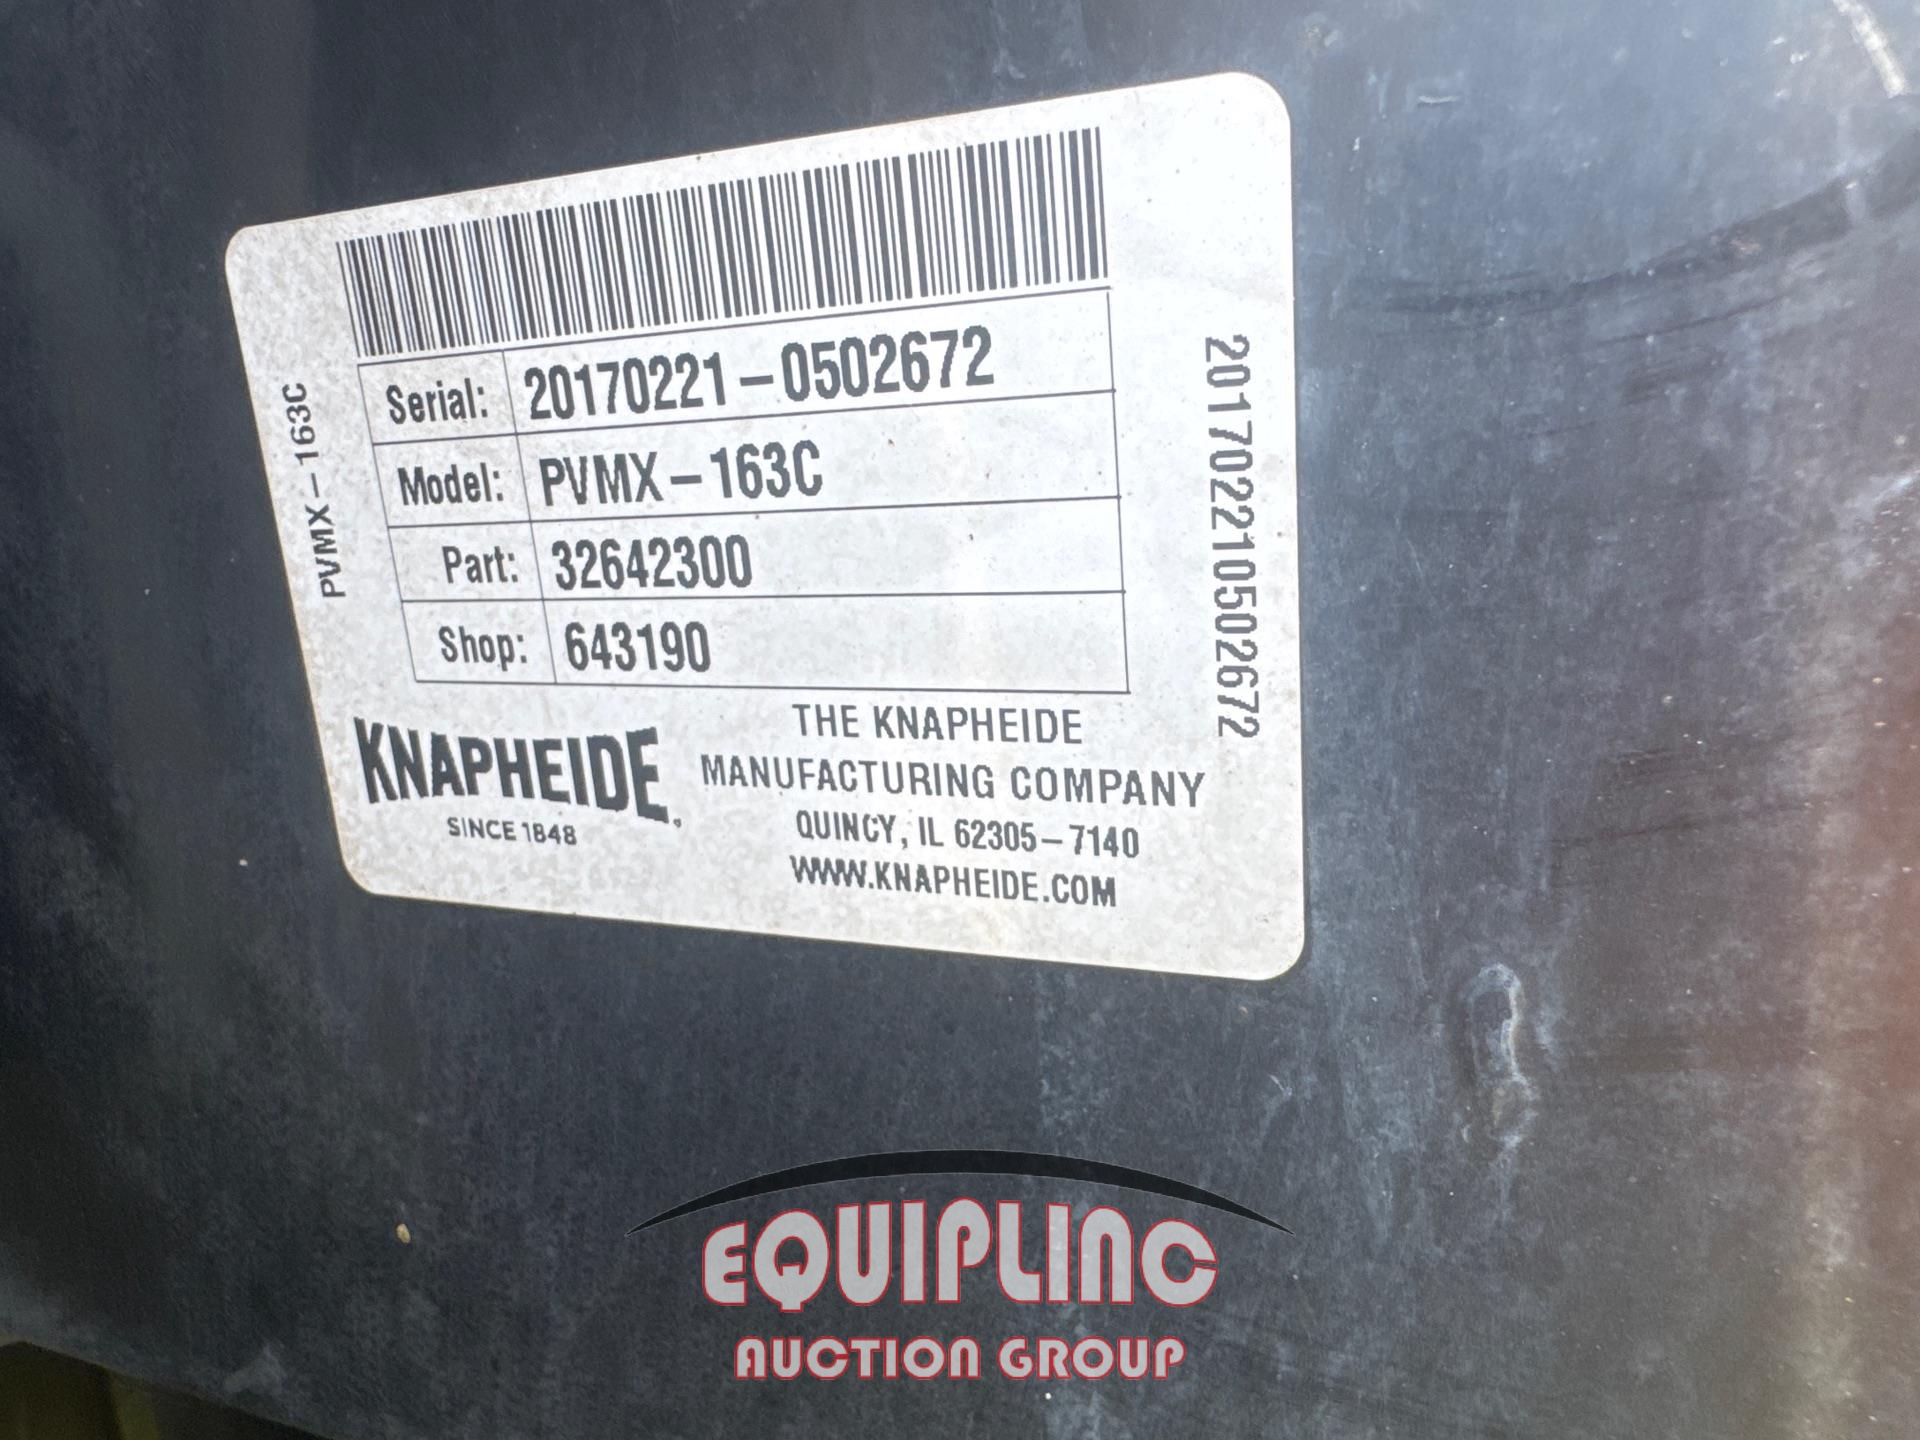 Serial: 20170221-0502672
Model: PVMX-163C
Part: 32642300
Shop: 643190
PVMX-163C
201702210502672
KNAPHEIDE
SINCE 1848
THE KNAPHEIDE
MANUFACTURING COMPANY
QUINCY, IL 62305-7140
WWW.KNAPHEIDE.COM
EQUIPLINC
AUCTION GROUP